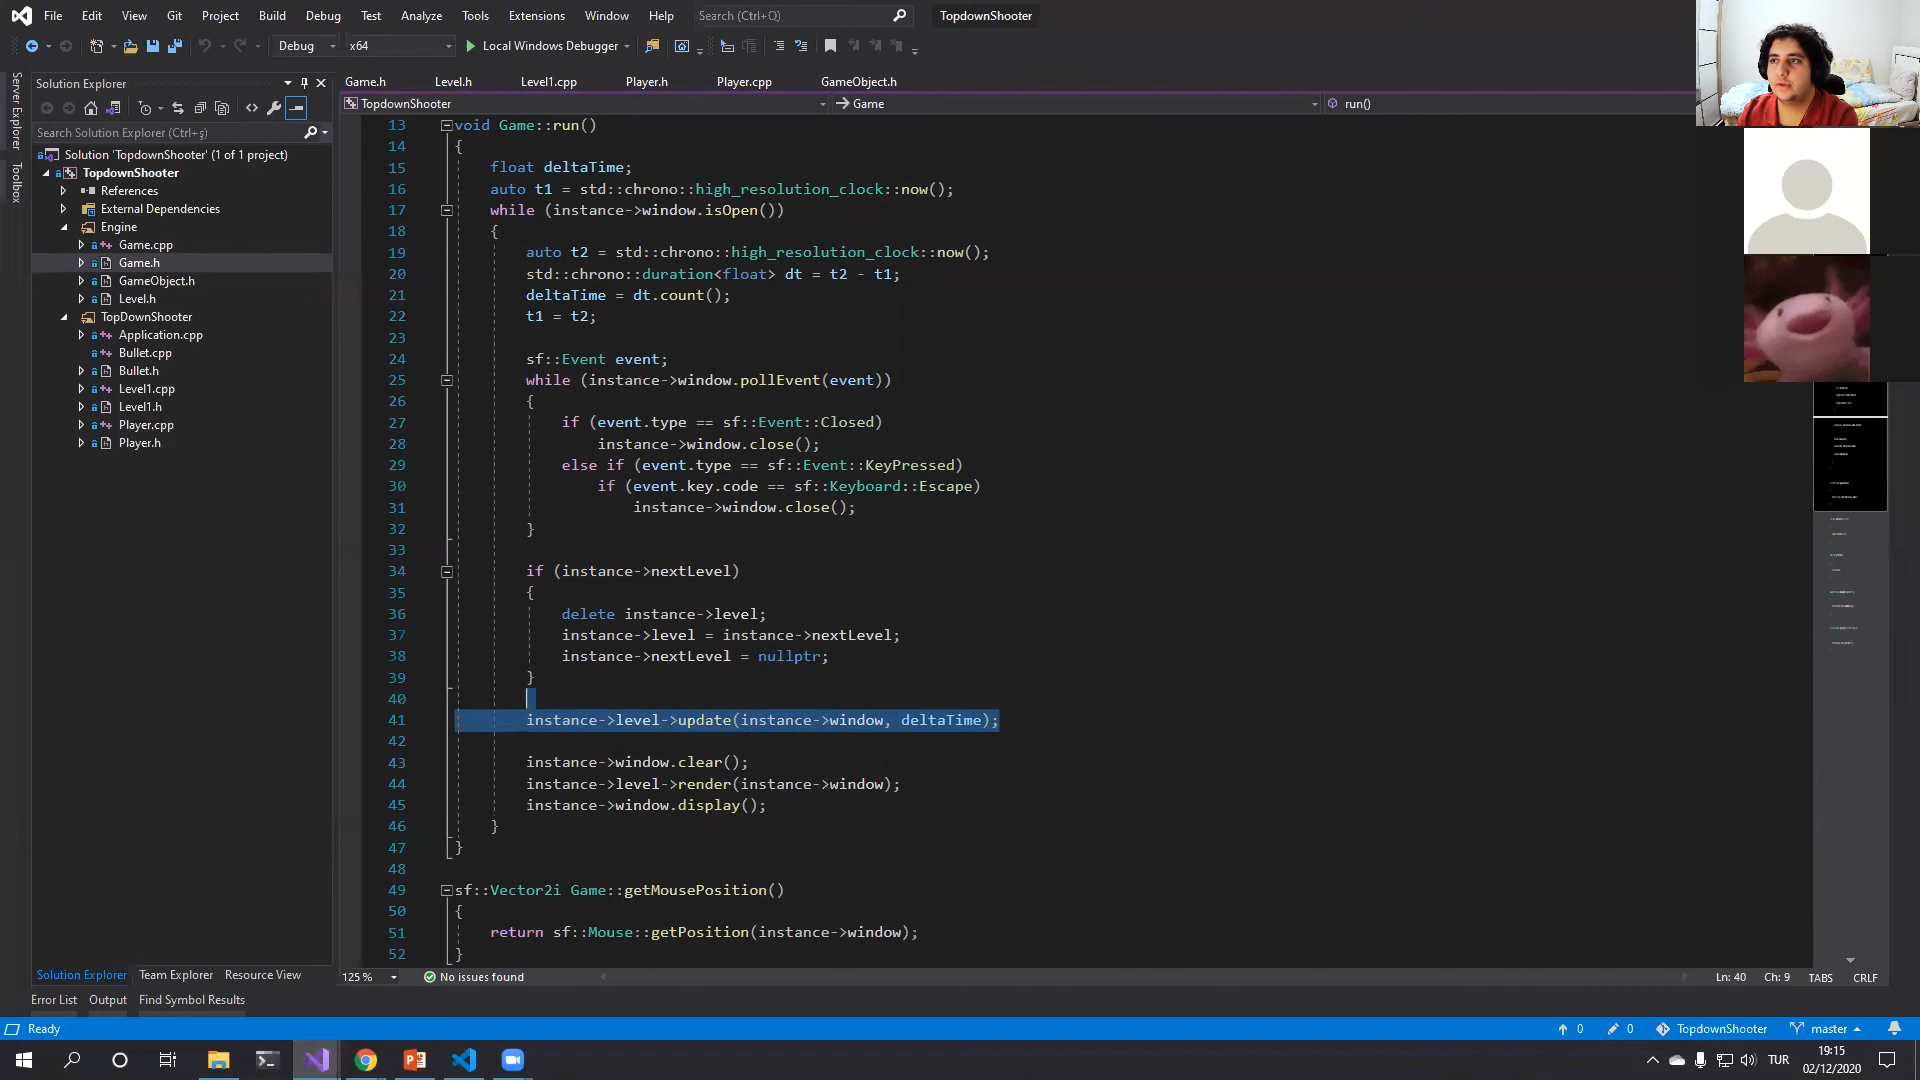 File Edit View Git Project Build Debug Test Analyze Tools Extensions Window Help Search (Ctrl+Q) TopdownShooter
Debug x64 Local Windows Debugger
Server Explorer
Toolbox
Solution Explorer
Search Solution Explorer (Ctrl+ş)
Solution 'TopdownShooter' (1 of 1 project)
TopdownShooter
References
External Dependencies
Engine
Game.cpp
Game.h
GameObject.h
Level.h
TopDownShooter
Application.cpp
Bullet.cpp
Bullet.h
Level1.cpp
Level1.h
Player.cpp
Player.h
Game.h Level.h Level1.cpp Player.h Player.cpp GameObject.h
TopdownShooter Game run()
13 void Game::run()
14 {
15 float deltaTime;
16 auto t1 = std::chrono::high_resolution_clock::now();
17 while (instance->window.isOpen())
18 {
19 auto t2 = std::chrono::high_resolution_clock::now();
20 std::chrono::duration<float> dt = t2 - t1;
21 deltaTime = dt.count();
22 t1 = t2;
23
24 sf::Event event;
25 while (instance->window.pollEvent(event))
26 {
27 if (event.type == sf::Event::Closed)
28 instance->window.close();
29 else if (event.type == sf::Event::KeyPressed)
30 if (event.key.code == sf::Keyboard::Escape)
31 instance->window.close();
32 }
33
34 if (instance->nextLevel)
35 {
36 delete instance->level;
37 instance->level = instance->nextLevel;
38 instance->nextLevel = nullptr;
39 }
40
41 instance->level->update(instance->window, deltaTime);
42
43 instance->window.clear();
44 instance->level->render(instance->window);
45 instance->window.display();
46 }
47 }
48
49 sf::Vector2i Game::getMousePosition()
50 {
51 return sf::Mouse::getPosition(instance->window);
52 }
Solution Explorer Team Explorer Resource View
125 % No issues found Ln: 40 Ch: 9 TABS CRLF
Error List Output Find Symbol Results
Ready 0 0 TopdownShooter master
TUR 19:15
02/12/2020